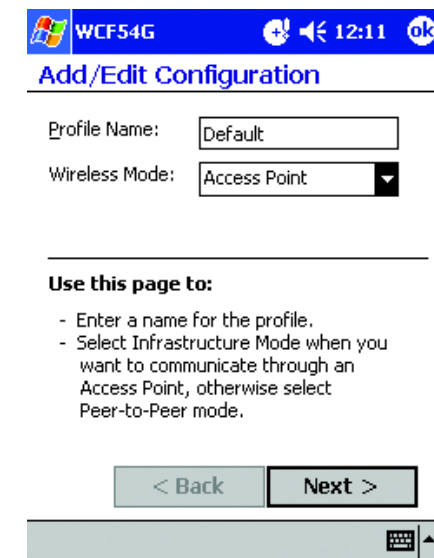 WCF54G 12:11 ok
Add/Edit Configuration
Profile Name: Default
Wireless Mode: Access Point
Use this page to:
- Enter a name for the profile.
- Select Infrastructure Mode when you
want to communicate through an
Access Point, otherwise select
Peer-to-Peer mode.
< Back Next >